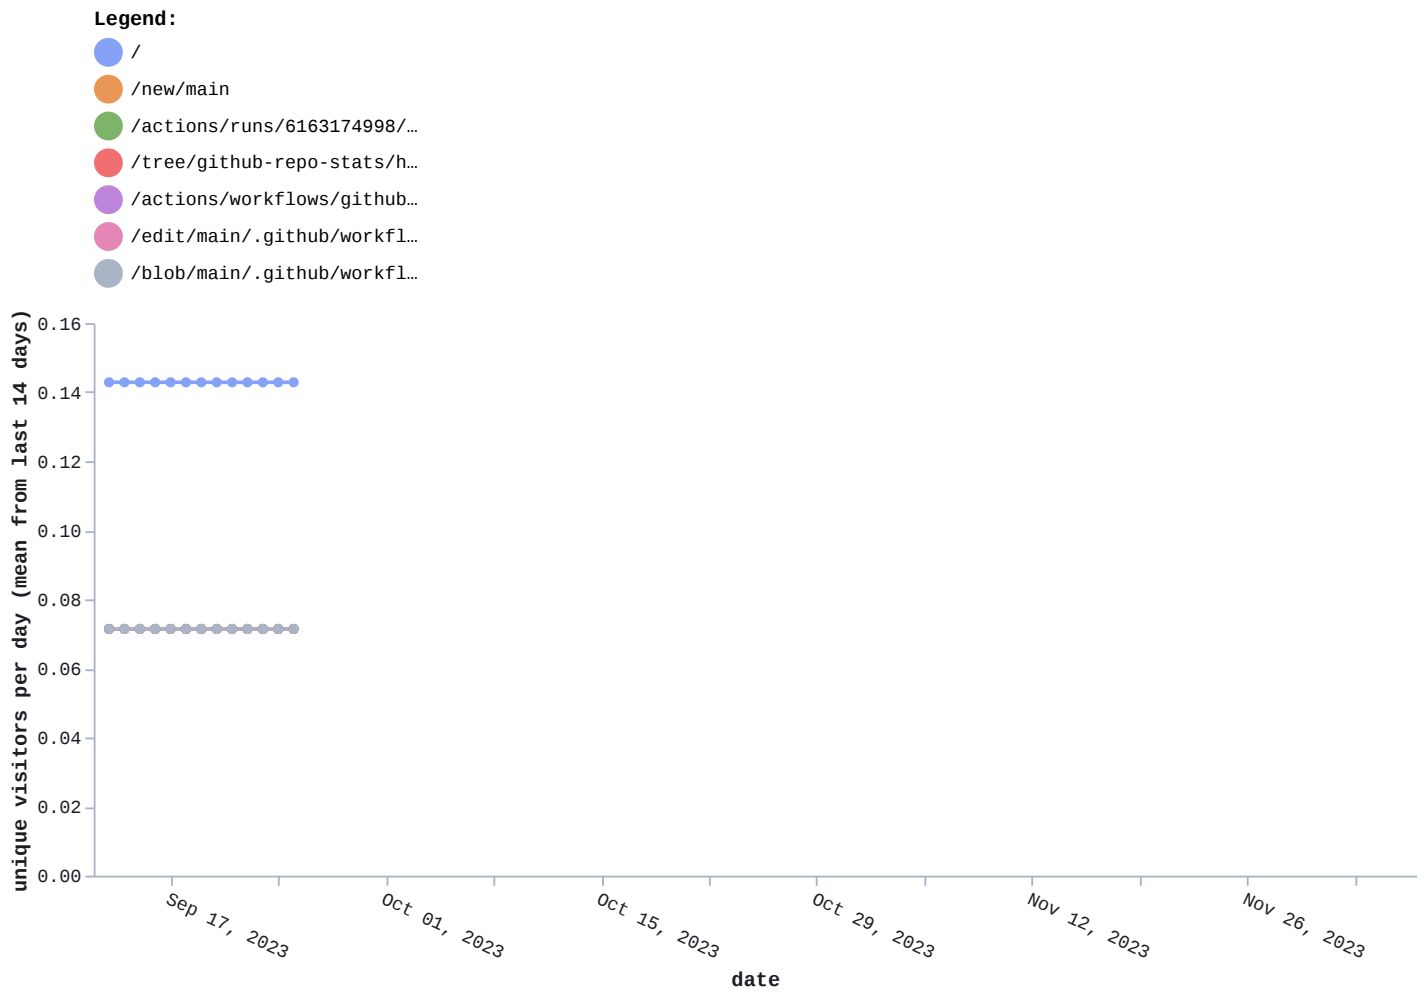 Legend:
/
/new/main
/actions/runs/6163174998/…
/tree/github-repo-stats/h…
/actions/workflows/github…
/edit/main/.github/workfl…
/blob/main/.github/workfl…
unique visitors per day (mean from last 14 days)
0.16
0.14
0.12
0.10
0.08
0.06
0.04
0.02
0.00
Sep 17, 2023
Oct 01, 2023
Oct 15, 2023
Oct 29, 2023
Nov 12, 2023
Nov 26, 2023
date